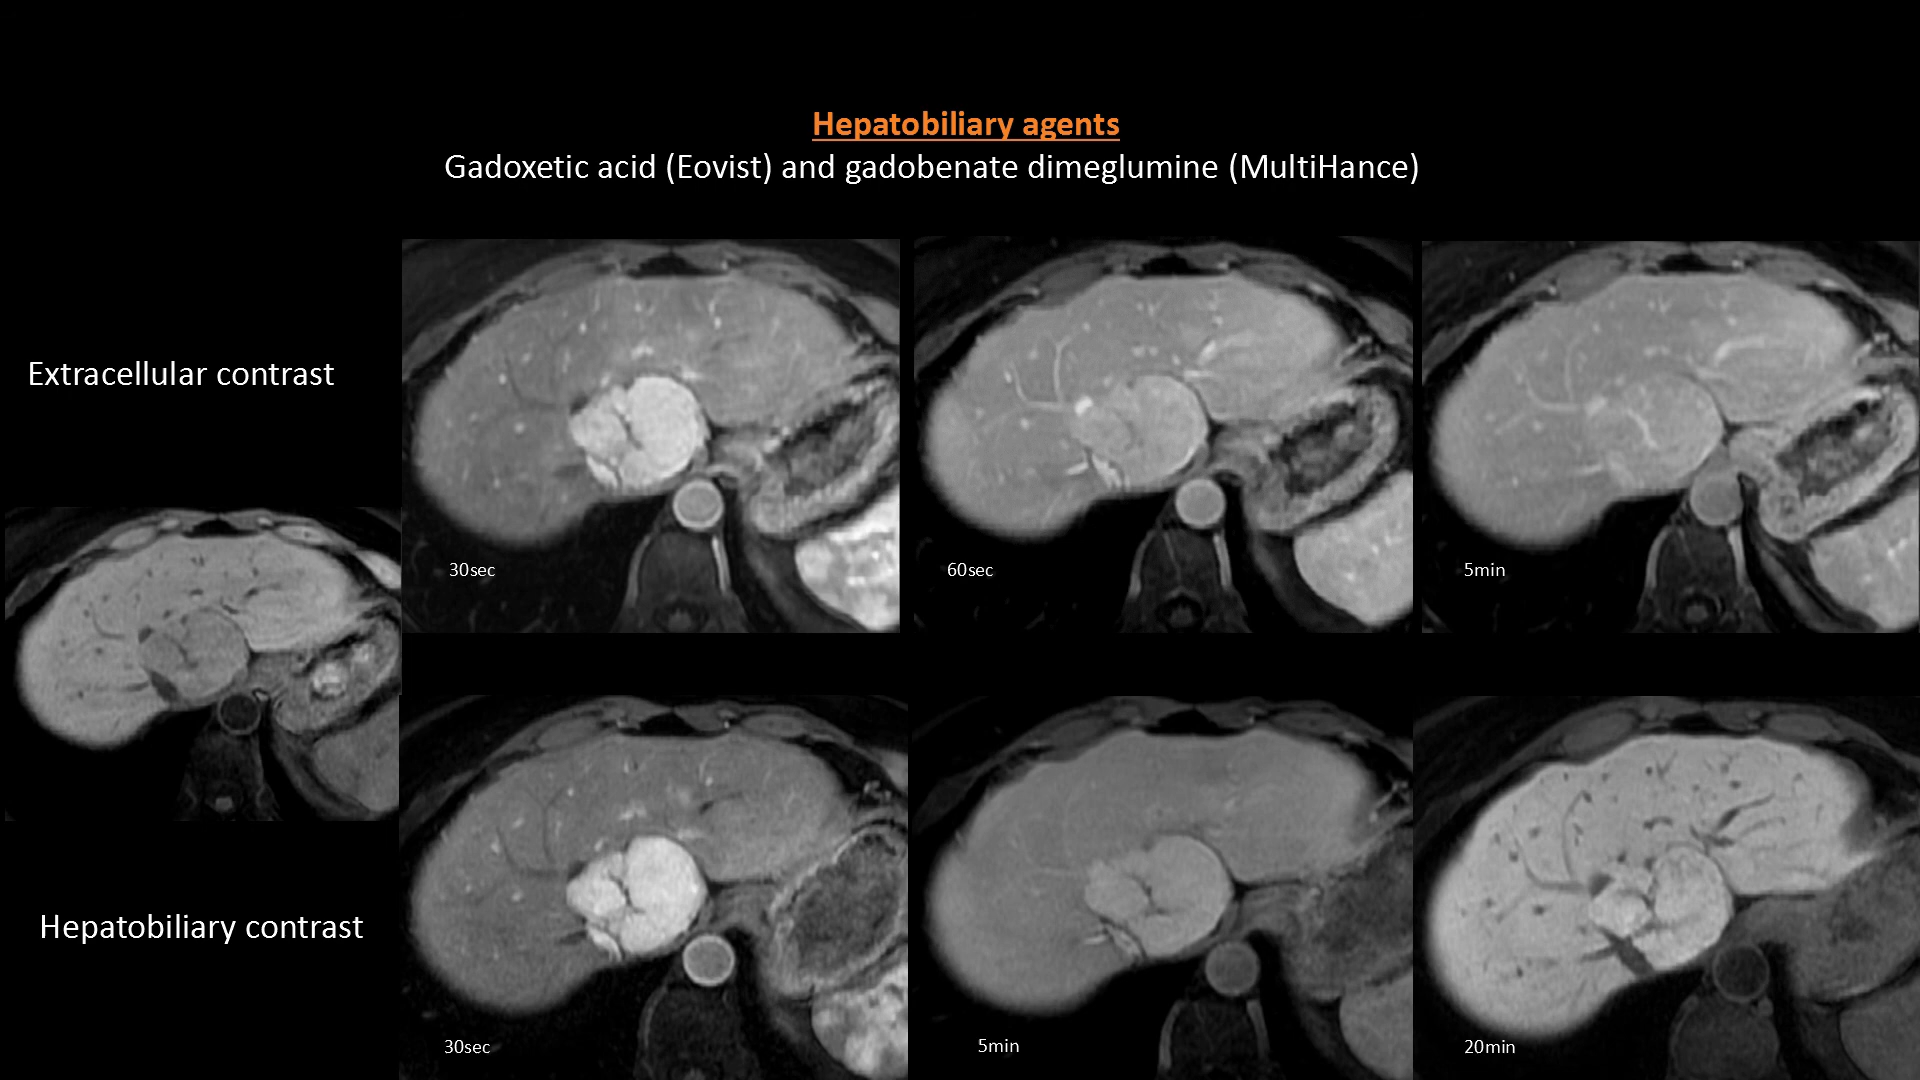 Hepatobiliary agents
Gadoxetic acid (Eovist) and gadobenate dimeglumine (MultiHance)
Extracellular contrast
30sec
60sec
5min
Hepatobiliary contrast
30sec
5min
20min